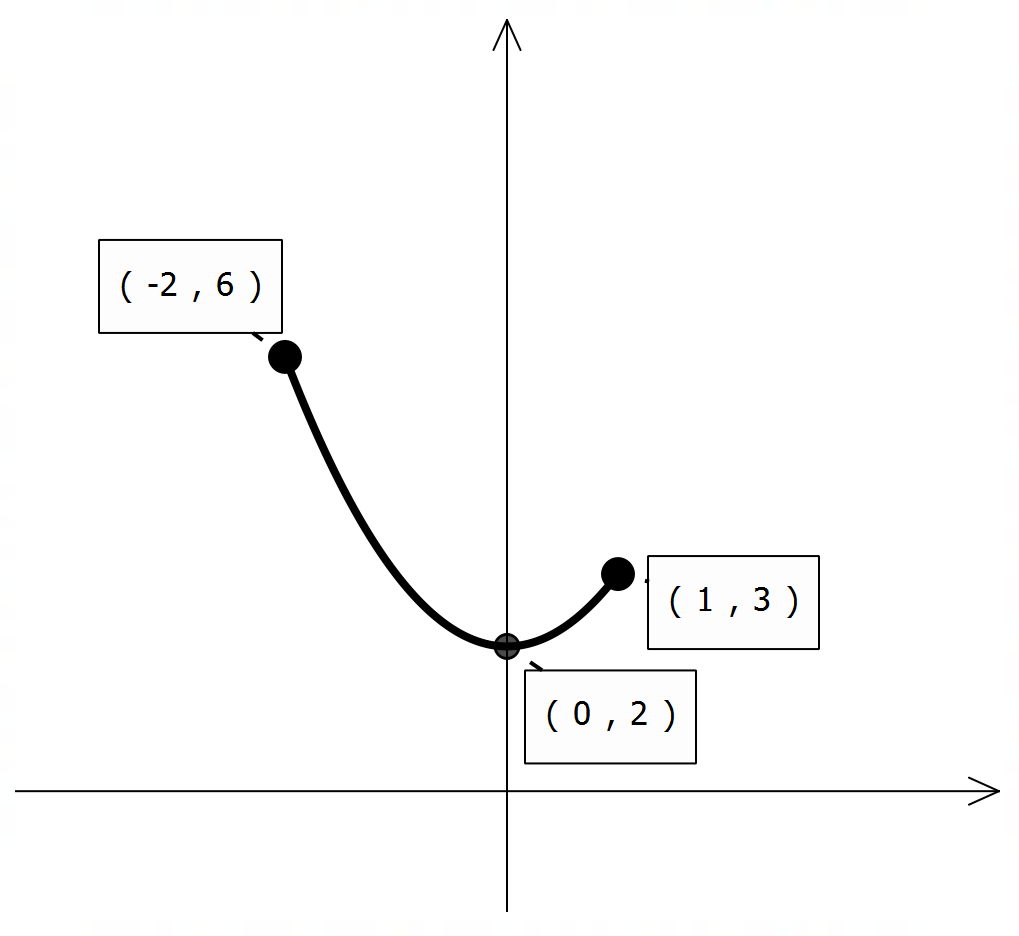 ( -2 , 6 )
( 1 , 3 )
( 0 , 2 )